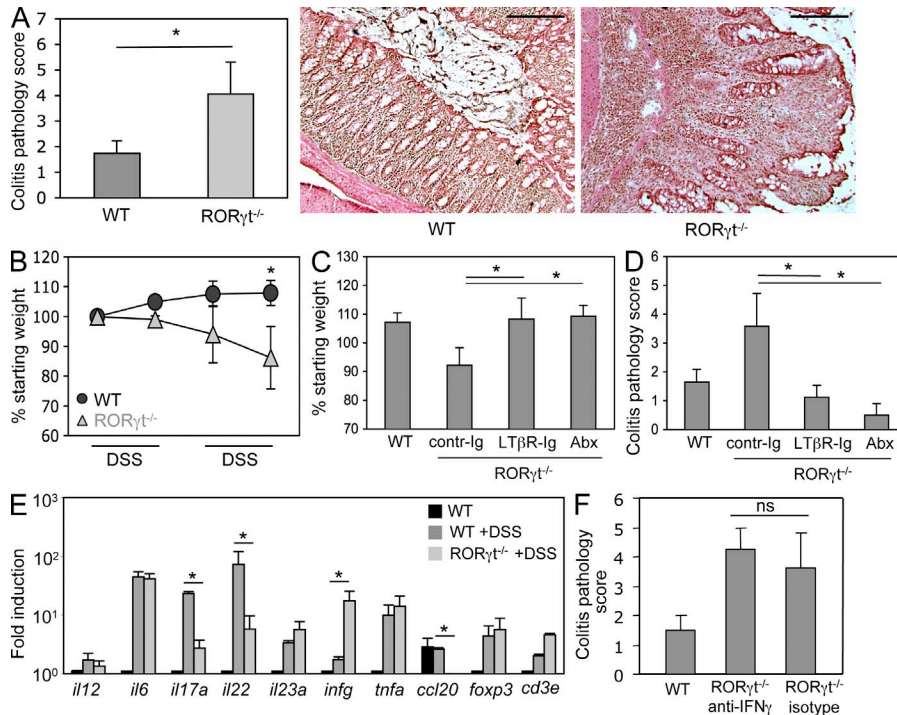 A
Colitis pathology score
7
6
5
4
3
2
1
0
*
WT
RORγt-/-
WT
RORγt-/-
B
% starting weight
120
110
100
90
80
70
60
*
WT
RORγt-/-
DSS
DSS
C
% starting weight
120
110
100
90
80
70
*
*
WT
contr-Ig
LTβR-Ig
Abx
RORγt-/-
D
Colitis pathology score
6
5
4
3
2
1
0
*
*
WT
contr-Ig
LTβR-Ig
Abx
RORγt-/-
E
Fold induction
10³
10²
10¹
10⁰
WT
WT +DSS
RORγt-/- +DSS
*
*
*
*
il12
il6
il17a
il22
il23a
infg
tnfa
ccl20
foxp3
cd3e
F
Colitis pathology
score
6
5
4
3
2
1
ns
WT
RORγt-/-
anti-IFNγ
RORγt-/-
isotype